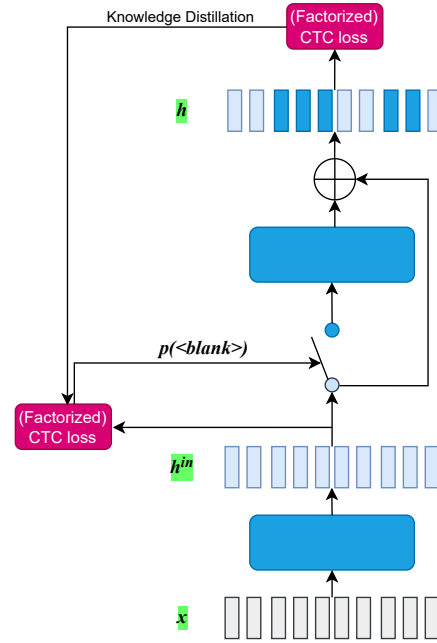 Knowledge Distillation
(Factorized)
CTC loss
h
p(<blank>)
(Factorized)
CTC loss
h^in
x